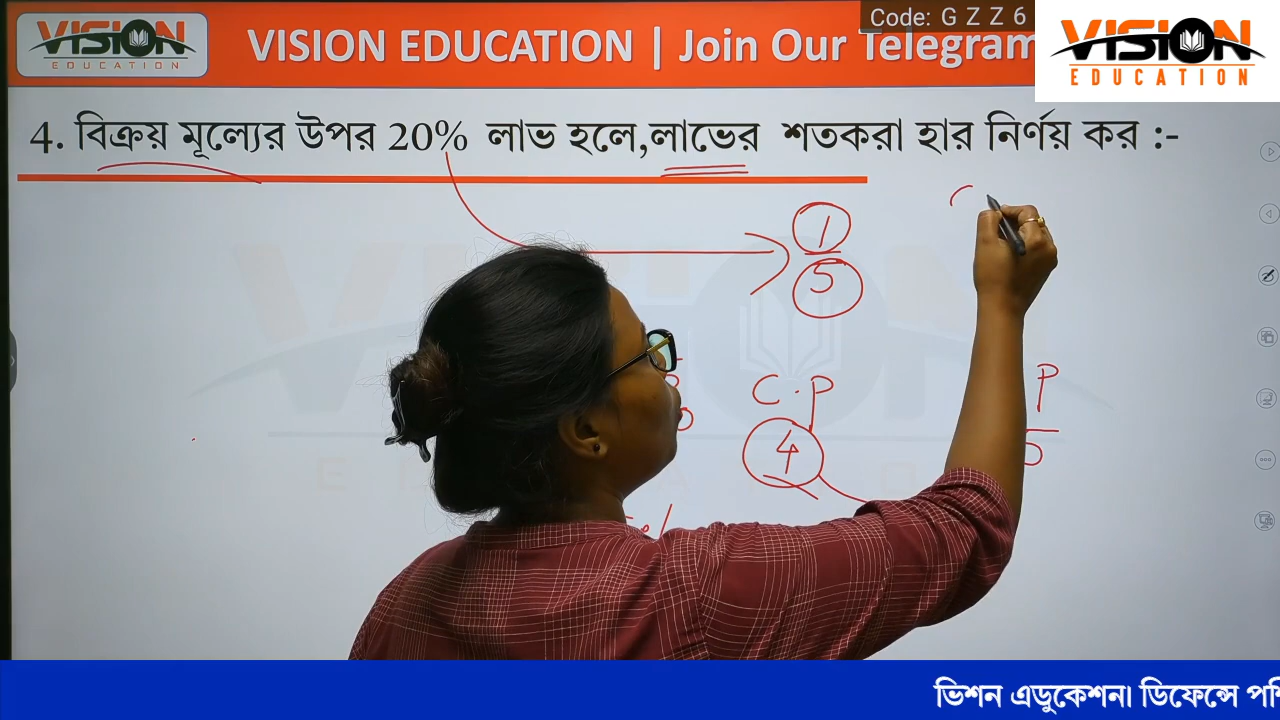 VISION
EDUCATION
VISION EDUCATION | Join Our Telegram
Code: G Z Z 6
VISION
EDUCATION
4. বিক্রয় মূল্যের উপর 20% লাভ হলে,লাভের শতকরা হার নির্ণয় কর :-
1
5
C.P
P
4
ভিশন এডুকেশন। ডিফেন্সে